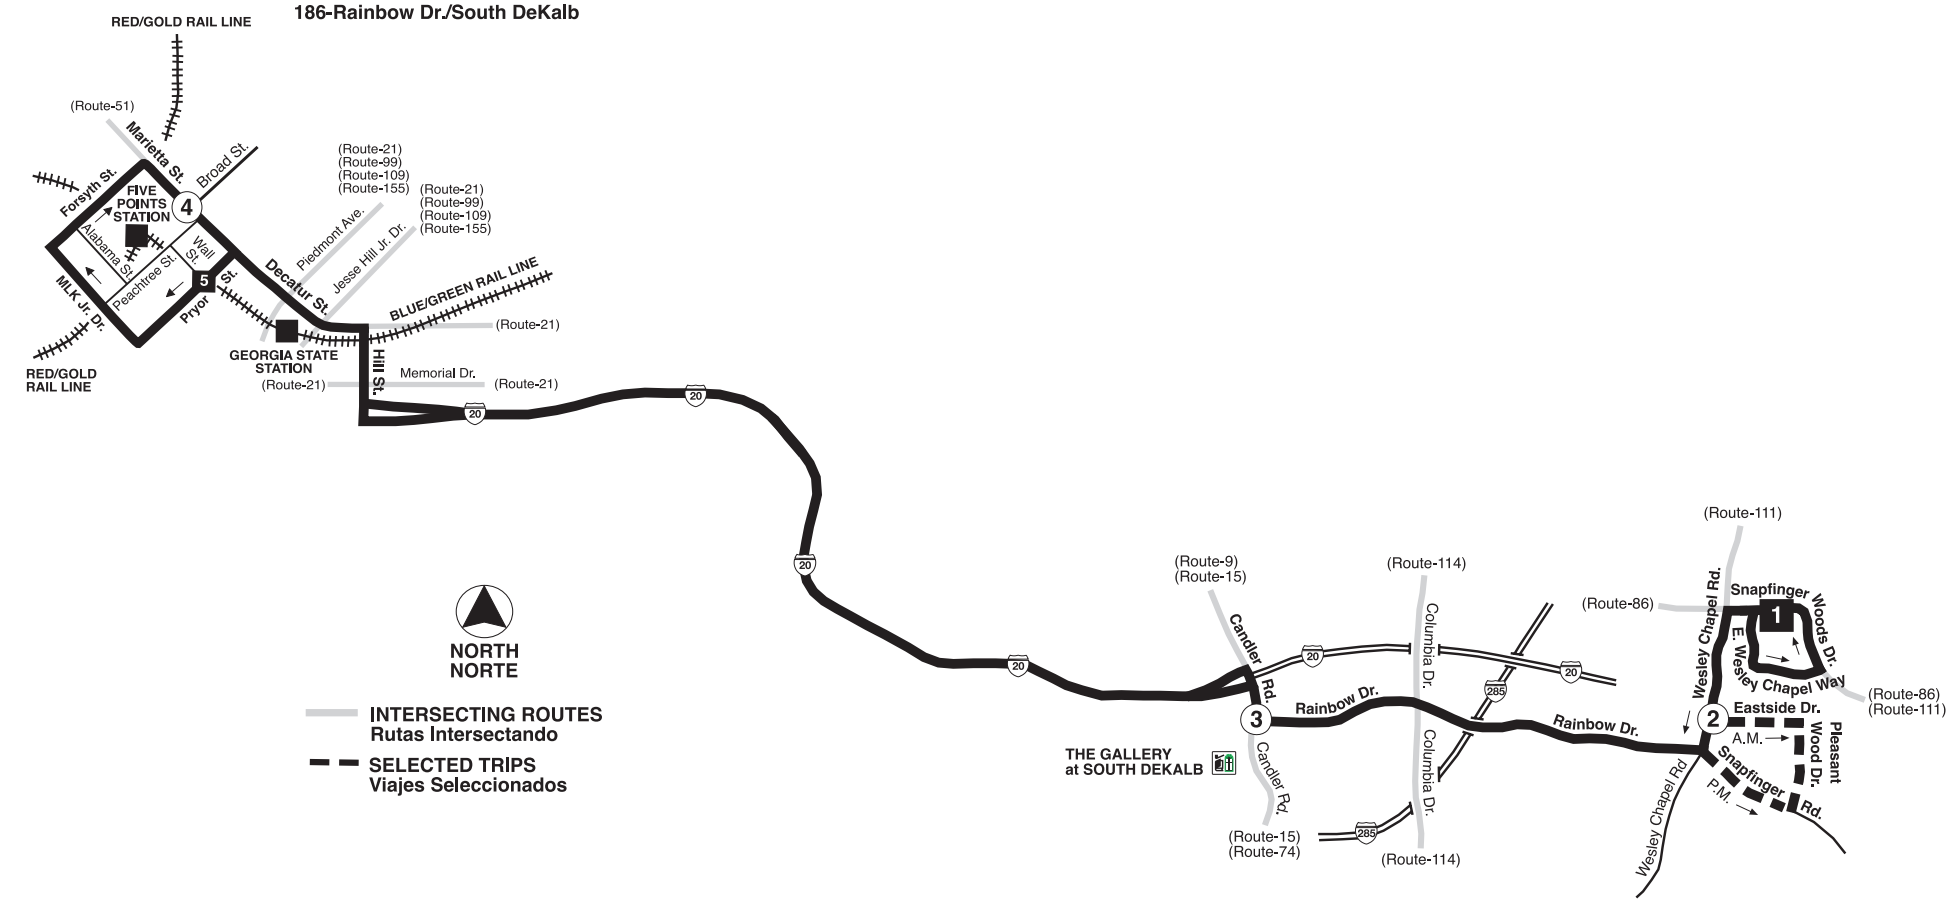 186-Rainbow Dr./South DeKalb
RED/GOLD RAIL LINE
(Route-51)
Marietta St.
Broad St.
Forsyth St.
FIVE
POINTS
STATION
4
Alabama St.
Peachtree St.
Wall
St.
5
Pryor St.
MLK Jr. Dr.
RED/GOLD
RAIL LINE
(Route-21)
(Route-99)
(Route-109)
(Route-155)
(Route-21)
(Route-99)
(Route-109)
(Route-155)
Piedmont Ave.
Jesse Hill Jr. Dr.
Decatur St.
BLUE/GREEN RAIL LINE
(Route-21)
GEORGIA STATE
STATION
Hill St.
Memorial Dr.
(Route-21)
(Route-21)
20
20
20
20
NORTH
NORTE
INTERSECTING ROUTES
Rutas Intersectando
SELECTED TRIPS
Viajes Seleccionados
(Route-9)
(Route-15)
Candler Rd.
3
THE GALLERY
at SOUTH DEKALB
Candler Rd.
(Route-15)
(Route-74)
20
(Route-114)
Columbia Dr.
Rainbow Dr.
Columbia Dr.
(Route-114)
285
285
20
Rainbow Dr.
(Route-111)
(Route-86)
Wesley Chapel Rd.
Snapfinger Woods Dr.
1
E. Wesley Chapel Way
(Route-86)
(Route-111)
2
Eastside Dr.
A.M.
Pleasant
Wood Dr.
Snapfinger Rd.
P.M.
Wesley Chapel Rd